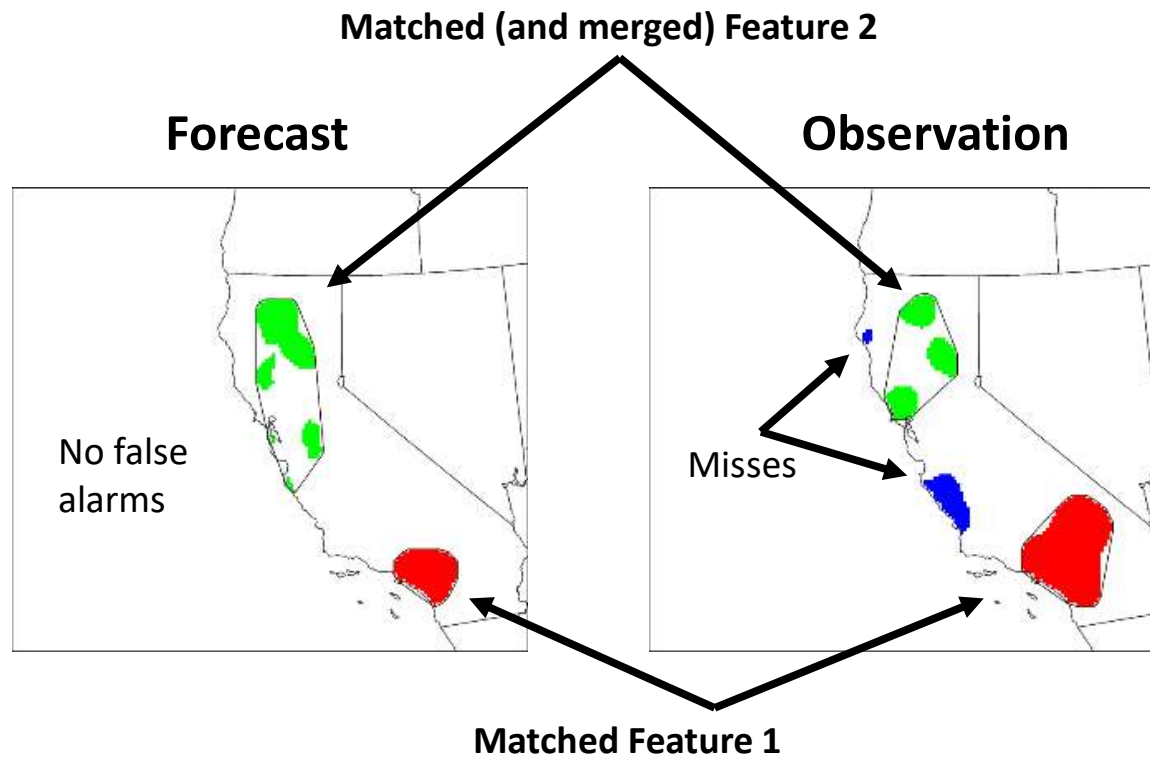 Matched (and merged) Feature 2
Forecast
Observation
No false
alarms
Misses
Matched Feature 1